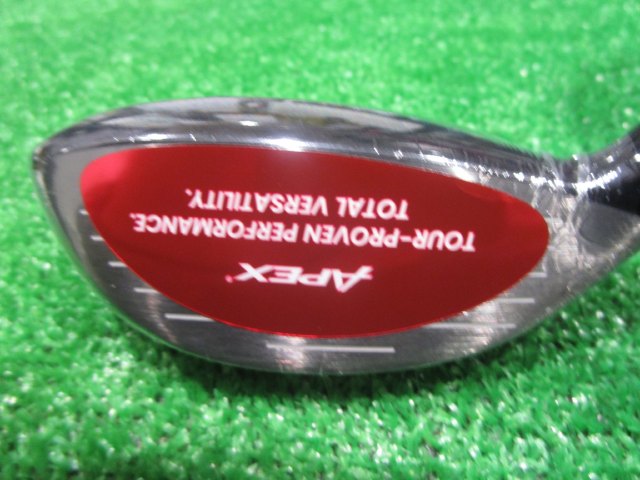 APEX
TOUR-PROVEN PERFORMANCE.
TOTAL VERSATILITY.